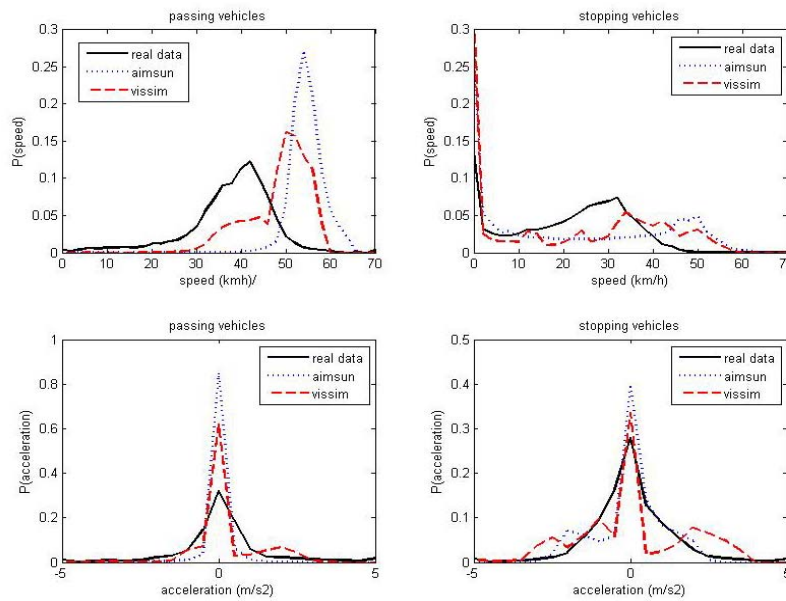 passing vehicles
0.3
0.25
0.2
0.15
0.1
0.05
0
P(speed)
real data
aimsun
vissim
0 10 20 30 40 50 60 70
speed (kmh)/
stopping vehicles
0.3
0.25
0.2
0.15
0.1
0.05
0
P(speed)
real data
aimsun
vissim
0 10 20 30 40 50 60 70
speed (km/h)
passing vehicles
1
0.8
0.6
0.4
0.2
0
P(acceleration)
real data
aimsun
vissim
-5 0 5
acceleration (m/s2)
stopping vehicles
0.5
0.4
0.3
0.2
0.1
0
P(acceleration)
real data
aimsun
vissim
-5 0 5
acceleration (m/s2)